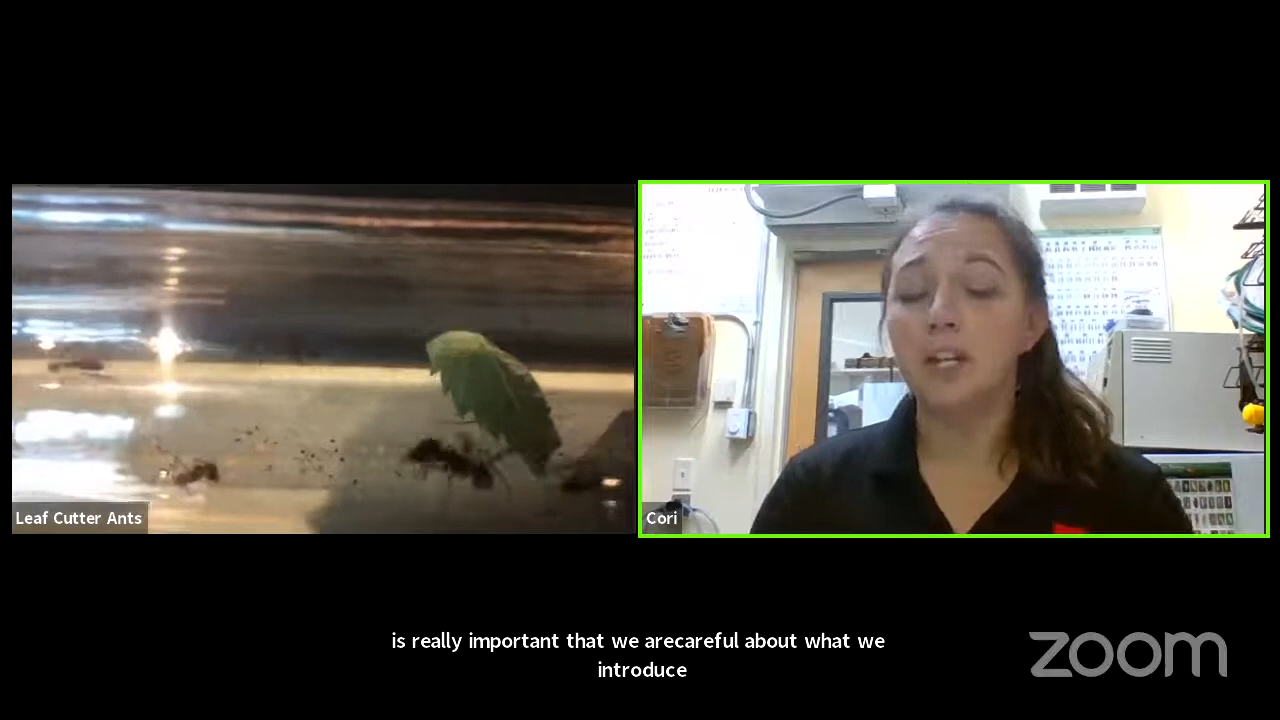 Leaf Cutter Ants
Cori
is really important that we arecareful about what we
introduce
zoom